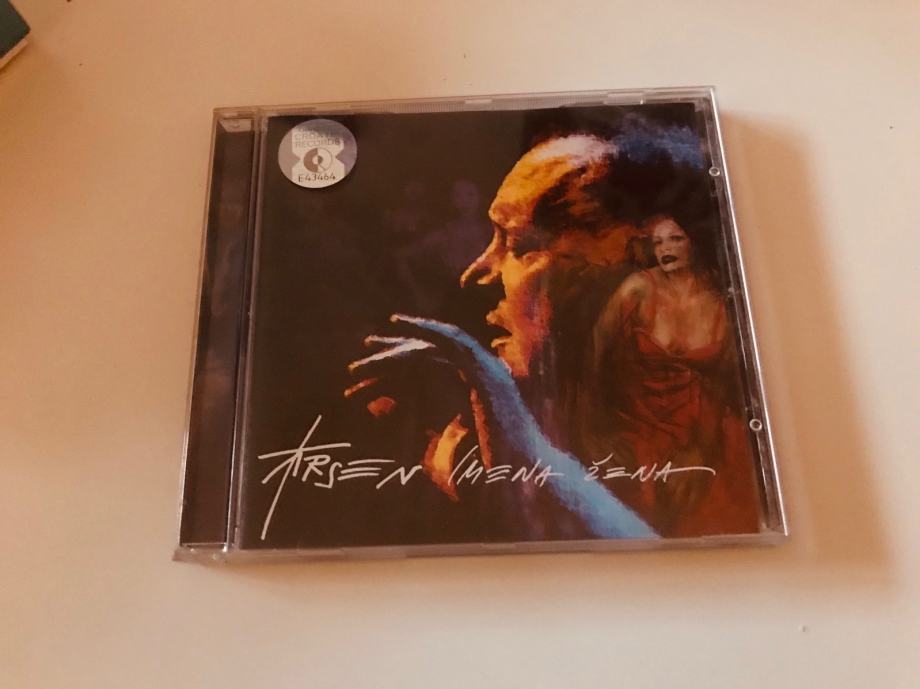 CROATIA
RECORDS
E43464
ARSEN IMENA ŽENA